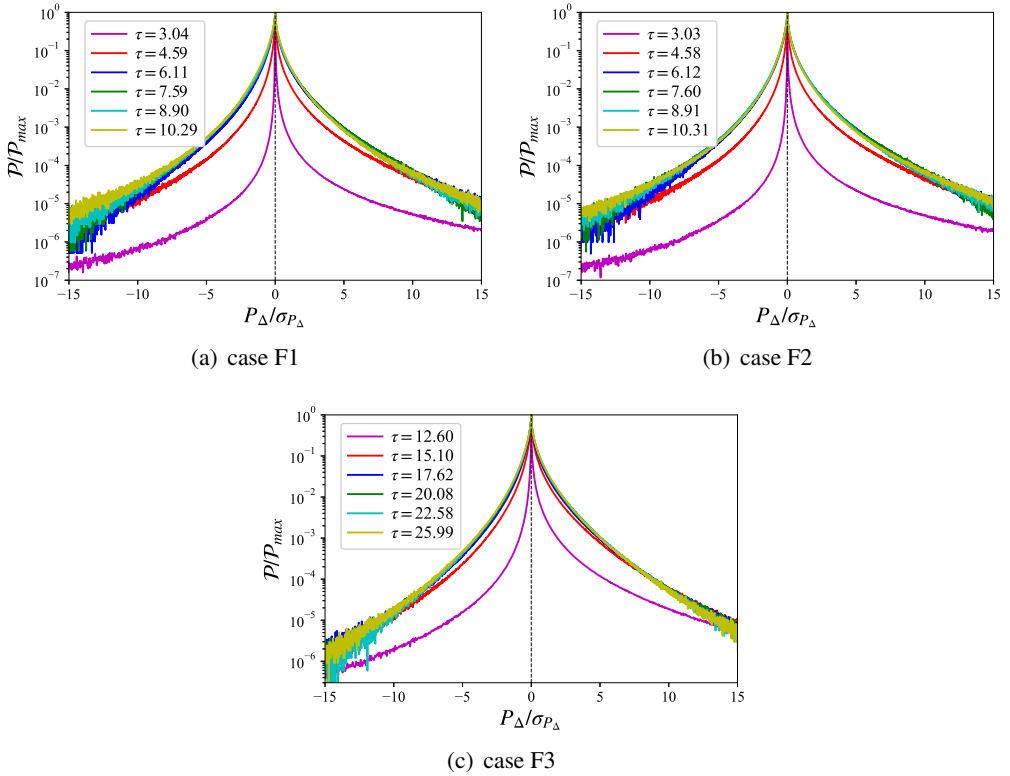 10⁰
10⁻¹
10⁻²
10⁻³
10⁻⁴
10⁻⁵
10⁻⁶
10⁻⁷
P/P_max
τ = 3.04
τ = 4.59
τ = 6.11
τ = 7.59
τ = 8.90
τ = 10.29
−15 −10 −5 0 5 10 15
P_Δ/σ_{P_Δ}
(a) case F1
10⁰
10⁻¹
10⁻²
10⁻³
10⁻⁴
10⁻⁵
10⁻⁶
10⁻⁷
P/P_max
τ = 3.03
τ = 4.58
τ = 6.12
τ = 7.60
τ = 8.91
τ = 10.31
−15 −10 −5 0 5 10 15
P_Δ/σ_{P_Δ}
(b) case F2
10⁰
10⁻¹
10⁻²
10⁻³
10⁻⁴
10⁻⁵
10⁻⁶
P/P_max
τ = 12.60
τ = 15.10
τ = 17.62
τ = 20.08
τ = 22.58
τ = 25.99
−15 −10 −5 0 5 10 15
P_Δ/σ_{P_Δ}
(c) case F3